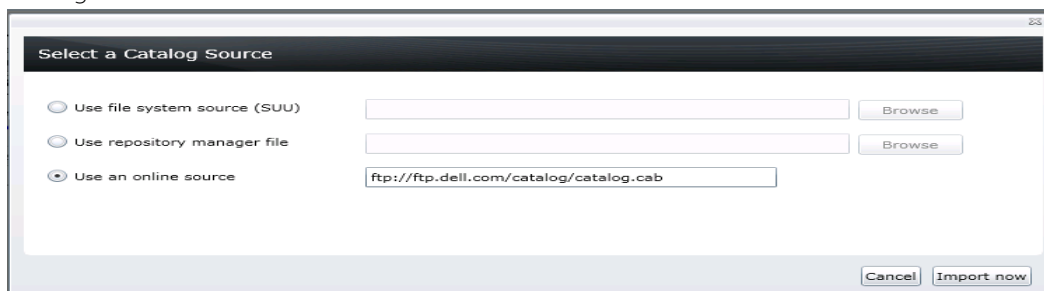 Select a Catalog Source
Use file system source (SUU) Browse
Use repository manager file Browse
Use an online source ftp://ftp.dell.com/catalog/catalog.cab
Cancel Import now